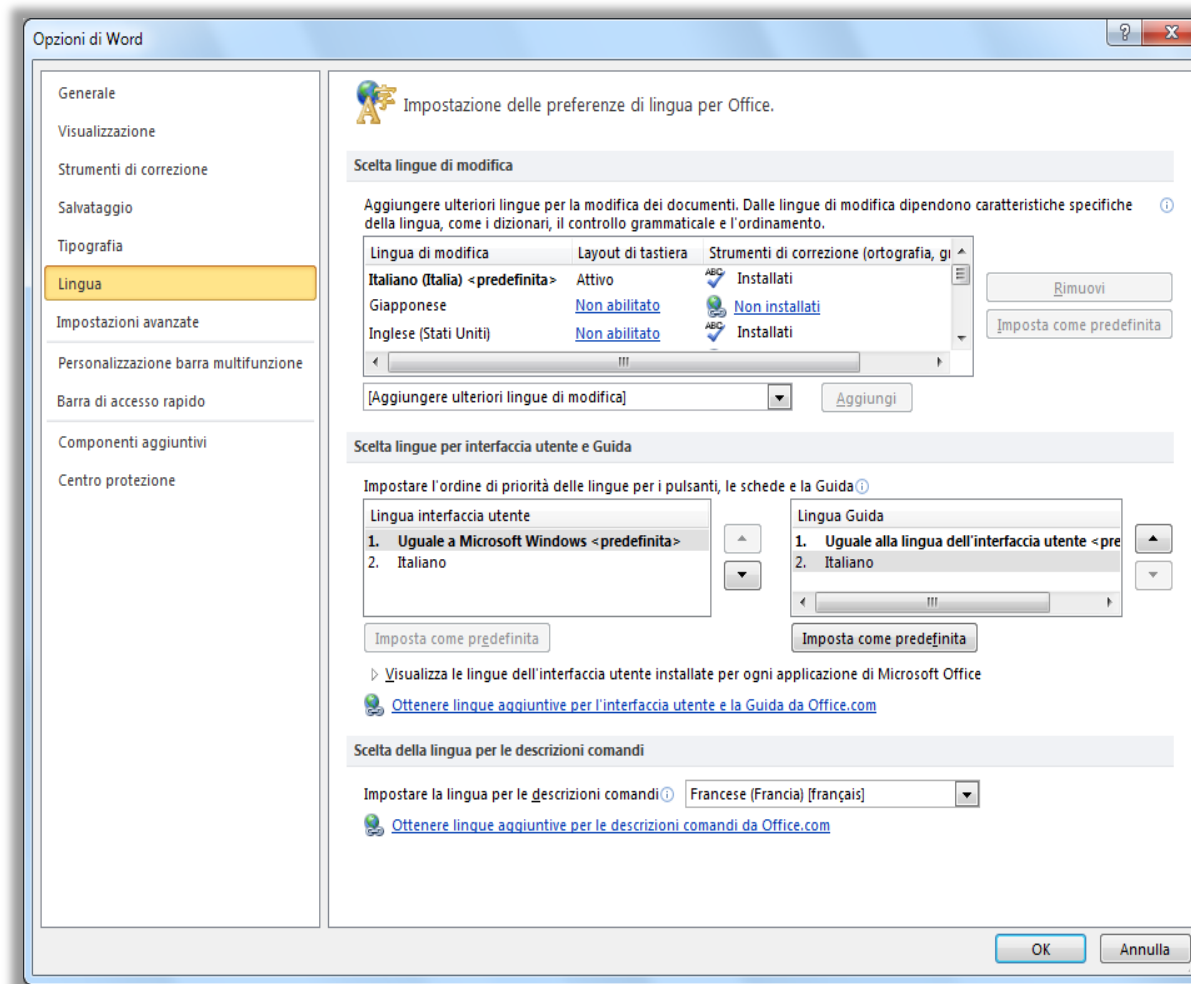 Opzioni di Word
Generale
Visualizzazione
Strumenti di correzione
Salvataggio
Tipografia
Lingua
Impostazioni avanzate
Personalizzazione barra multifunzione
Barra di accesso rapido
Componenti aggiuntivi
Centro protezione
Impostazione delle preferenze di lingua per Office.
Scelta lingue di modifica
Aggiungere ulteriori lingue per la modifica dei documenti. Dalle lingue di modifica dipendono caratteristiche specifiche
della lingua, come i dizionari, il controllo grammaticale e l'ordinamento.
Lingua di modifica Layout di tastiera Strumenti di correzione (ortografia, gr
Italiano (Italia) <predefinita> Attivo Installati
Giapponese Non abilitato Non installati
Inglese (Stati Uniti) Non abilitato Installati
Rimuovi
Imposta come predefinita
[Aggiungere ulteriori lingue di modifica] Aggiungi
Scelta lingue per interfaccia utente e Guida
Impostare l'ordine di priorità delle lingue per i pulsanti, le schede e la Guida
Lingua interfaccia utente
1. Uguale a Microsoft Windows <predefinita>
2. Italiano
Imposta come predefinita
Lingua Guida
1. Uguale alla lingua dell'interfaccia utente <pre
2. Italiano
Imposta come predefinita
Visualizza le lingue dell'interfaccia utente installate per ogni applicazione di Microsoft Office
Ottenere lingue aggiuntive per l'interfaccia utente e la Guida da Office.com
Scelta della lingua per le descrizioni comandi
Impostare la lingua per le descrizioni comandi Francese (Francia) [français]
Ottenere lingue aggiuntive per le descrizioni comandi da Office.com
OK Annulla